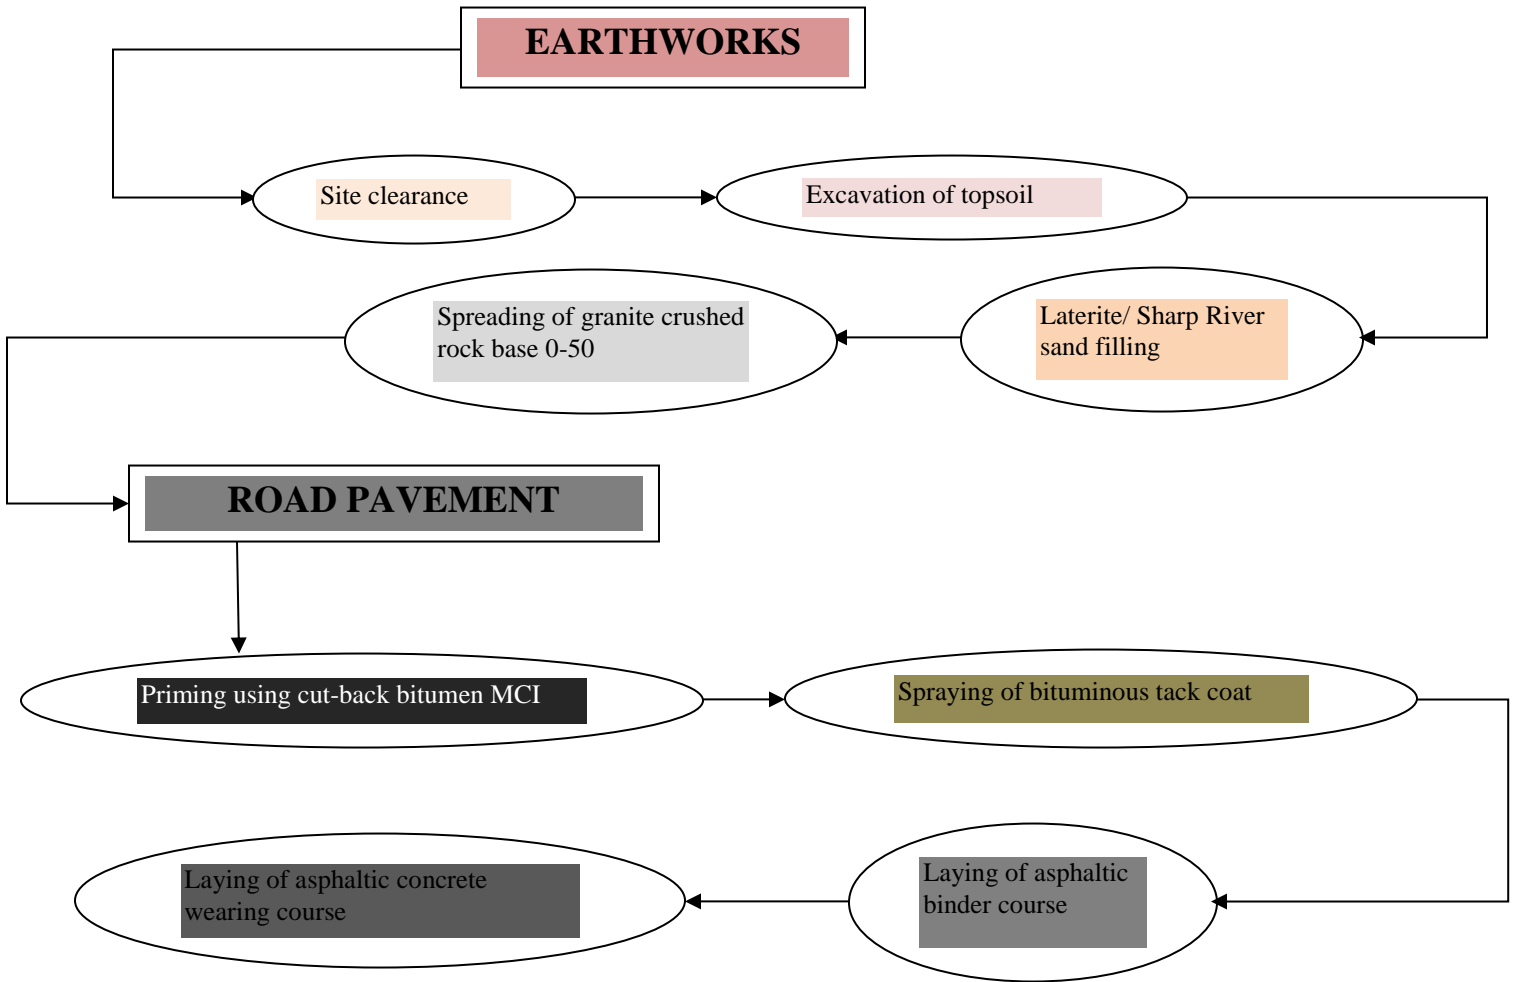 EARTHWORKS
Site clearance
Excavation of topsoil
Laterite/ Sharp River
sand filling
Spreading of granite crushed
rock base 0-50
ROAD PAVEMENT
Priming using cut-back bitumen MCI
Spraying of bituminous tack coat
Laying of asphaltic
binder course
Laying of asphaltic concrete
wearing course